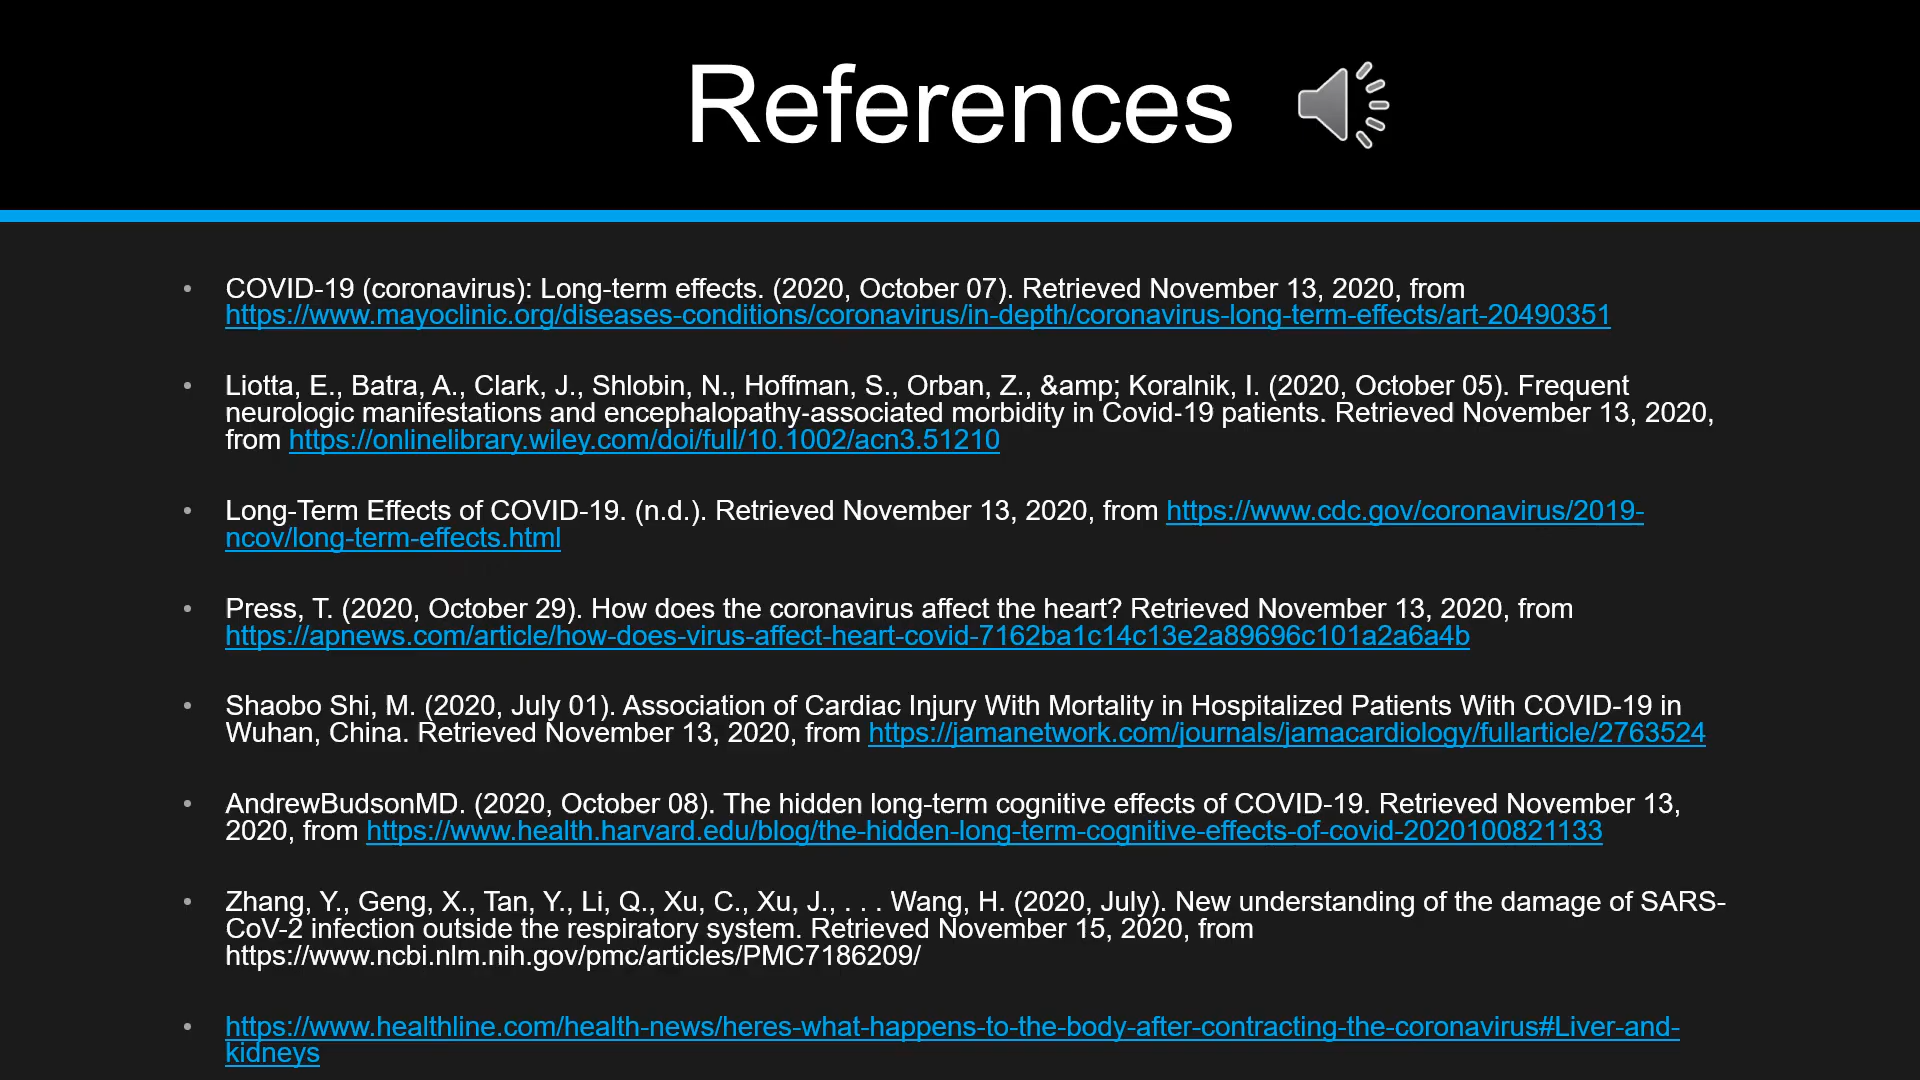 References
• COVID-19 (coronavirus): Long-term effects. (2020, October 07). Retrieved November 13, 2020, from
https://www.mayoclinic.org/diseases-conditions/coronavirus/in-depth/coronavirus-long-term-effects/art-20490351
• Liotta, E., Batra, A., Clark, J., Shlobin, N., Hoffman, S., Orban, Z., &amp; Koralnik, I. (2020, October 05). Frequent
neurologic manifestations and encephalopathy-associated morbidity in Covid-19 patients. Retrieved November 13, 2020,
from https://onlinelibrary.wiley.com/doi/full/10.1002/acn3.51210
• Long-Term Effects of COVID-19. (n.d.). Retrieved November 13, 2020, from https://www.cdc.gov/coronavirus/2019-
ncov/long-term-effects.html
• Press, T. (2020, October 29). How does the coronavirus affect the heart? Retrieved November 13, 2020, from
https://apnews.com/article/how-does-virus-affect-heart-covid-7162ba1c14c13e2a89696c101a2a6a4b
• Shaobo Shi, M. (2020, July 01). Association of Cardiac Injury With Mortality in Hospitalized Patients With COVID-19 in
Wuhan, China. Retrieved November 13, 2020, from https://jamanetwork.com/journals/jamacardiology/fullarticle/2763524
• AndrewBudsonMD. (2020, October 08). The hidden long-term cognitive effects of COVID-19. Retrieved November 13,
2020, from https://www.health.harvard.edu/blog/the-hidden-long-term-cognitive-effects-of-covid-2020100821133
• Zhang, Y., Geng, X., Tan, Y., Li, Q., Xu, C., Xu, J., . . . Wang, H. (2020, July). New understanding of the damage of SARS-
CoV-2 infection outside the respiratory system. Retrieved November 15, 2020, from
https://www.ncbi.nlm.nih.gov/pmc/articles/PMC7186209/
• https://www.healthline.com/health-news/heres-what-happens-to-the-body-after-contracting-the-coronavirus#Liver-and-
kidneys